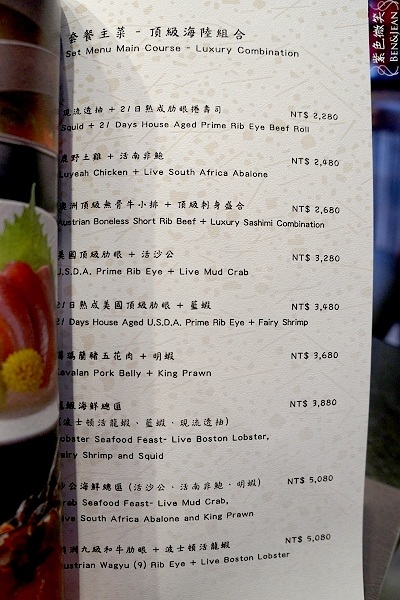 套餐主菜 - 頂級海陸組合
Set Menu Main Course - Luxury Combination
現流透抽 + 21日熟成肋眼捲壽司 NT$ 2,280
Squid + 21 Days House Aged Prime Rib Eye Beef Roll
鹿野土雞 + 活南非鮑 NT$ 2,480
Luyeah Chicken + Live South Africa Abalone
澳洲頂級無骨牛小排 + 頂級刺身盛合 NT$ 2,680
Austrian Boneless Short Rib Beef + Luxury Sashimi Combination
美國頂級肋眼 + 活沙公 NT$ 3,280
U.S.D.A. Prime Rib Eye + Live Mud Crab
21日熟成美國頂級肋眼 + 藍蝦 NT$ 3,480
21 Days House Aged U.S.D.A. Prime Rib Eye + Fairy Shrimp
噶瑪蘭豬五花肉 + 明蝦 NT$ 3,680
Kavalan Pork Belly + King Prawn
龍蝦海鮮總匯 NT$ 3,880
(波士頓活龍蝦．藍蝦．現流透抽)
Lobster Seafood Feast- Live Boston Lobster,
Fairy Shrimp and Squid
沙公海鮮總匯 (活沙公．活南非鮑．明蝦) NT$ 5,080
Crab Seafood Feast- Live Mud Crab,
Live South Africa Abalone and King Prawn
澳洲九級和牛肋眼 + 波士頓活龍蝦 NT$ 5,080
Austrian Wagyu (9) Rib Eye + Live Boston Lobster
紫色微笑
BEN&JEAN